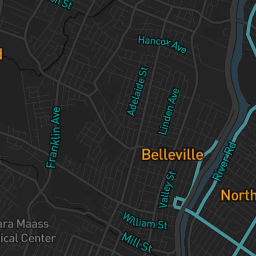 Hancox Ave.
Adelaide St
Linden Ave
Franklin Ave
Belleville
River Rd
Valley St
North
William St
ara Maass
ical Center
Mill St